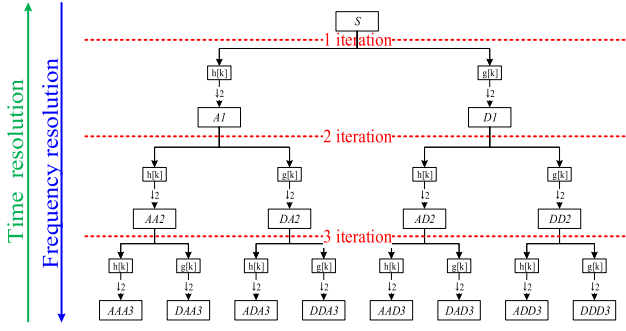 S
1 iteration
h[k] g[k]
↓2 ↓2
A1 D1
2 iteration
h[k] g[k] h[k] g[k]
↓2 ↓2 ↓2 ↓2
AA2 DA2 AD2 DD2
3 iteration
h[k] g[k] h[k] g[k] h[k] g[k] h[k] g[k]
↓2 ↓2 ↓2 ↓2 ↓2 ↓2 ↓2 ↓2
AAA3 DAA3 ADA3 DDA3 AAD3 DAD3 ADD3 DDD3
Time resolution
Frequency resolution